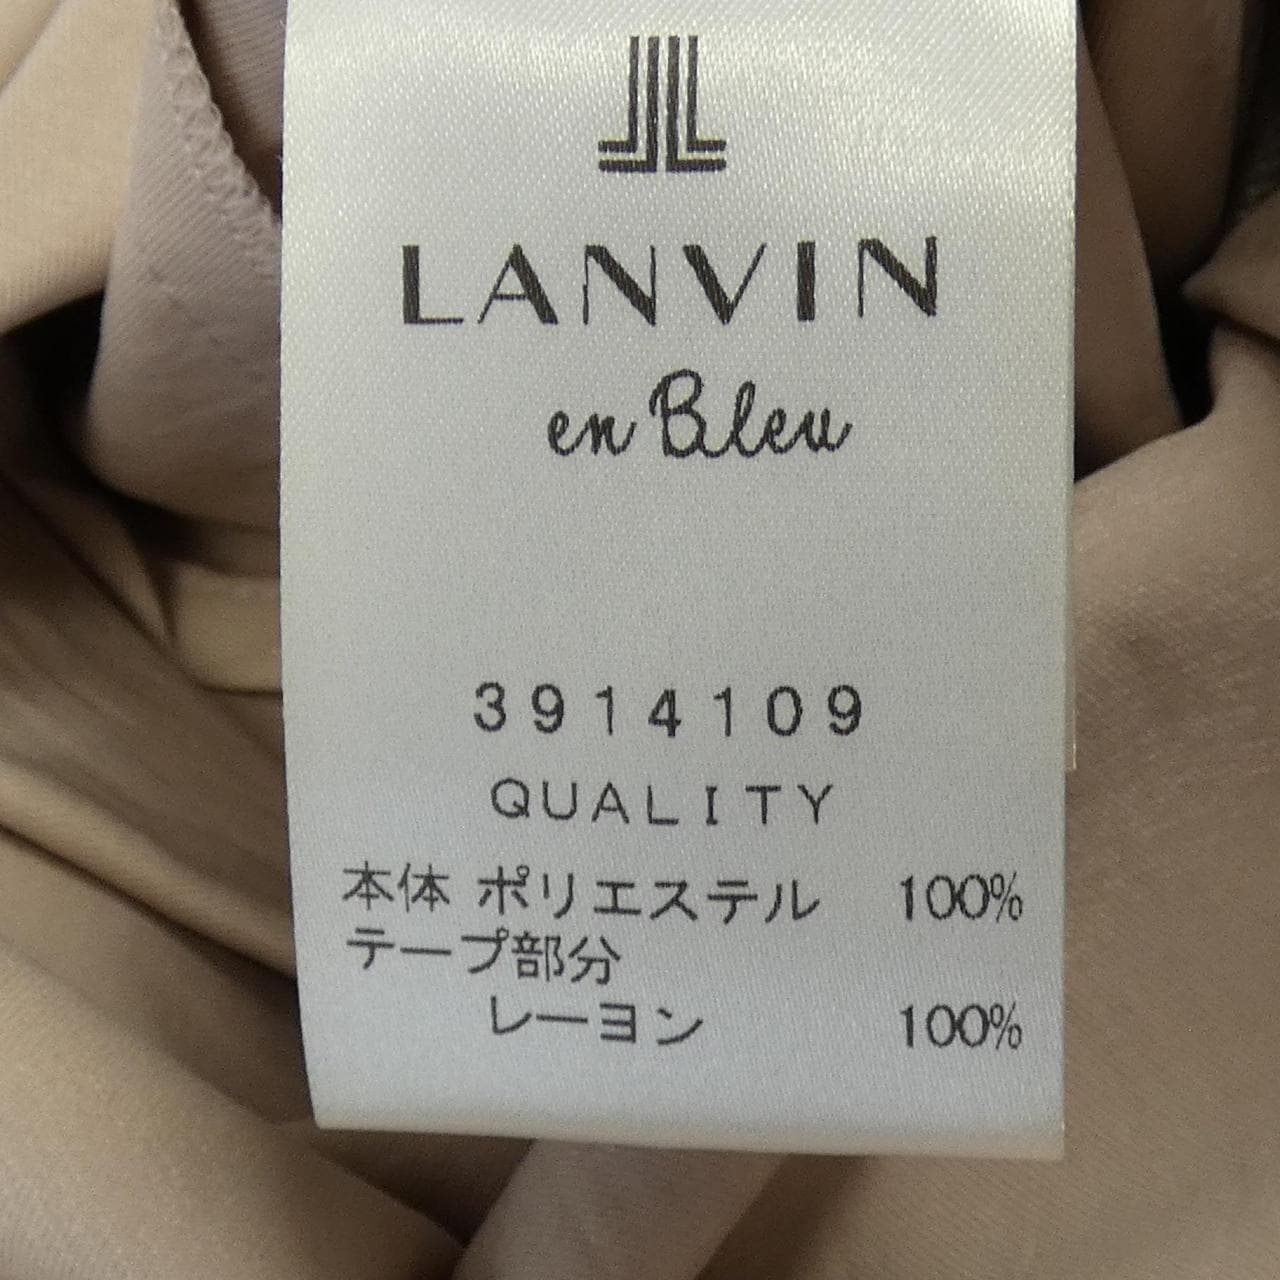 LANVIN
en Bleu
3914109
QUALITY
本体 ポリエステル 100%
テープ部分
レーヨン 100%